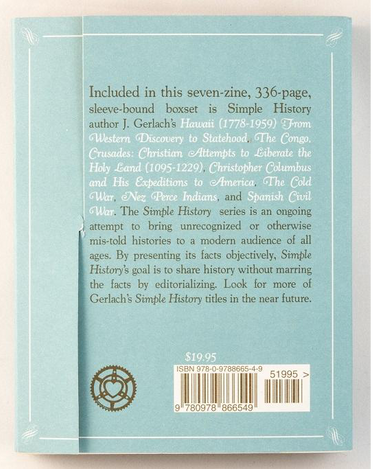 Included in this seven-zine, 336-page,
sleeve-bound boxset is Simple History
author J. Gerlach's Hawaii (1778-1959) From
Western Discovery to Statehood, The Congo,
Crusades: Christian Attempts to Liberate the
Holy Land (1095-1229), Christopher Columbus
and His Expeditions to America, The Cold
War, Nez Perce Indians, and Spanish Civil
War. The Simple History series is an ongoing
attempt to bring unrecognized or otherwise
mis-told histories to a modern audience of all
ages. By presenting its facts objectively, Simple
History's goal is to share history without marring
the facts by editorializing. Look for more of
Gerlach's Simple History titles in the near future.
$19.95
ISBN 978-0-9788665-4-9
51995 >
9 780978 866549